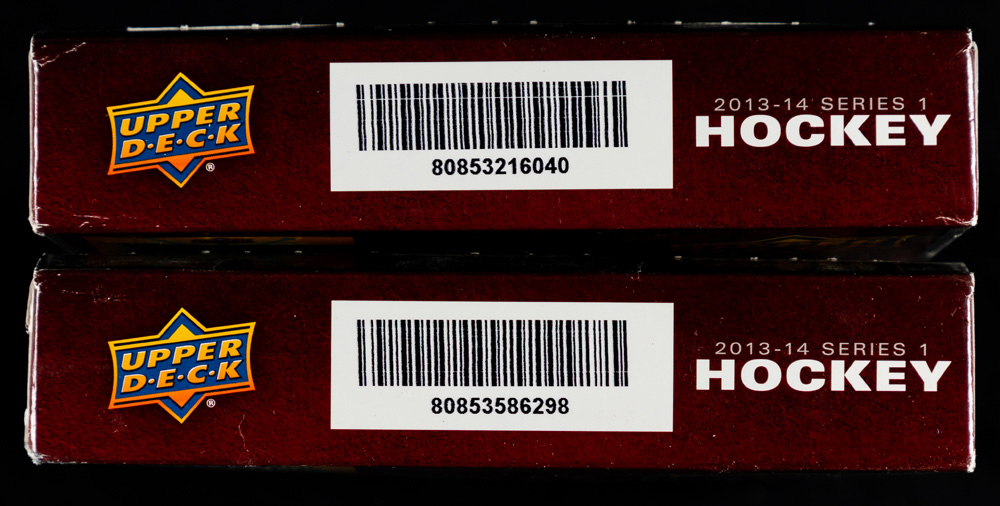 UPPER
D·E·C·K
®
80853216040
2013-14 SERIES 1
HOCKEY
UPPER
D·E·C·K
®
80853586298
2013-14 SERIES 1
HOCKEY